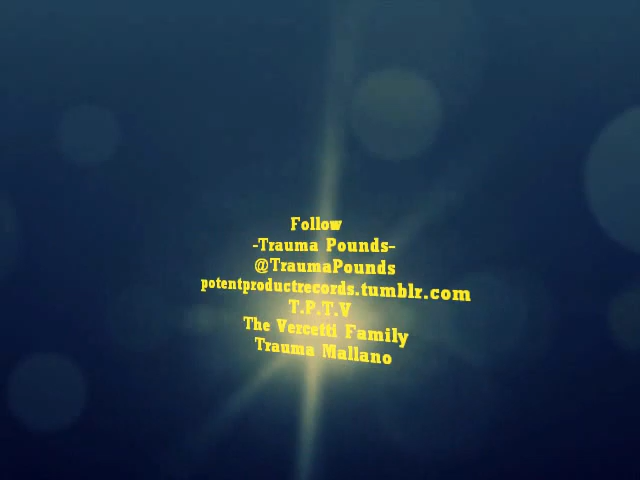 Follow
-Trauma Pounds-
@TraumaPounds
potentproductrecords.tumblr.com
T.P.T.V
The Vercetti Family
Trauma Mallano